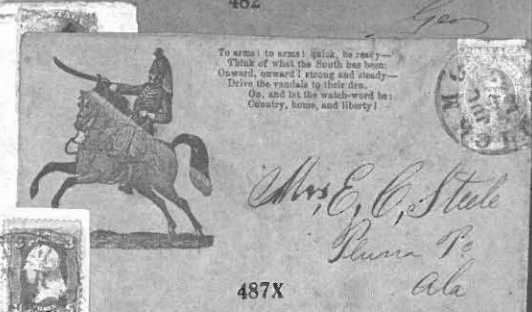 482
Geo
To arms! to arms! quick, be ready—
Think of what the South has been:
Onward, onward! strong and steady—
Drive the vandals to their den.
On, and let the watch-word be:
Country, home, and liberty!
Mrs, E, C, Steele
Po
Ala
487X